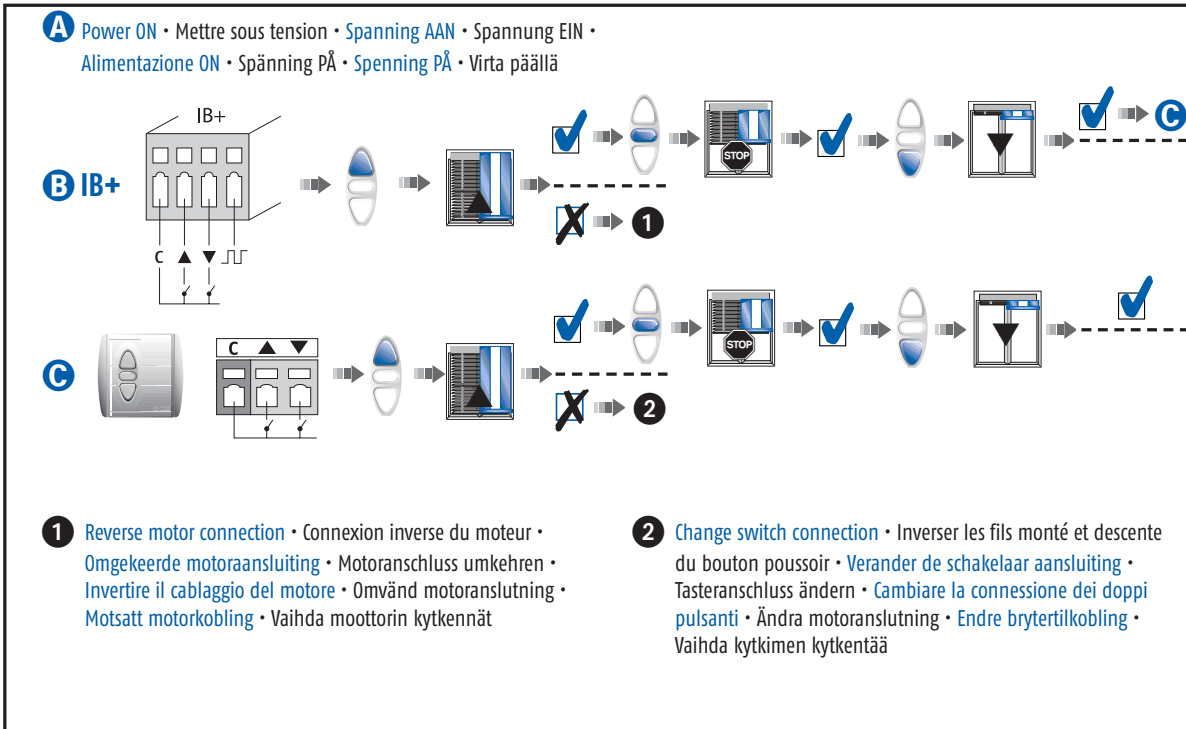 A Power ON • Mettre sous tension • Spanning AAN • Spannung EIN •
Alimentazione ON • Spänning PÅ • Spenning PÅ • Virta päällä
IB+
B IB+
STOP
C
1
C ▲ ▼
C
C ▲ ▼
STOP
2
1 Reverse motor connection • Connexion inverse du moteur •
Omgekeerde motoraansluiting • Motoranschluss umkehren •
Invertire il cablaggio del motore • Omvänd motoranslutning •
Motsatt motorkobling • Vaihda moottorin kytkennät
2 Change switch connection • Inverser les fils monté et descente
du bouton poussoir • Verander de schakelaar aansluiting •
Tasteranschluss ändern • Cambiare la connessione dei doppi
pulsanti • Ändra motoranslutning • Endre brytertilkobling •
Vaihda kytkimen kytkentää